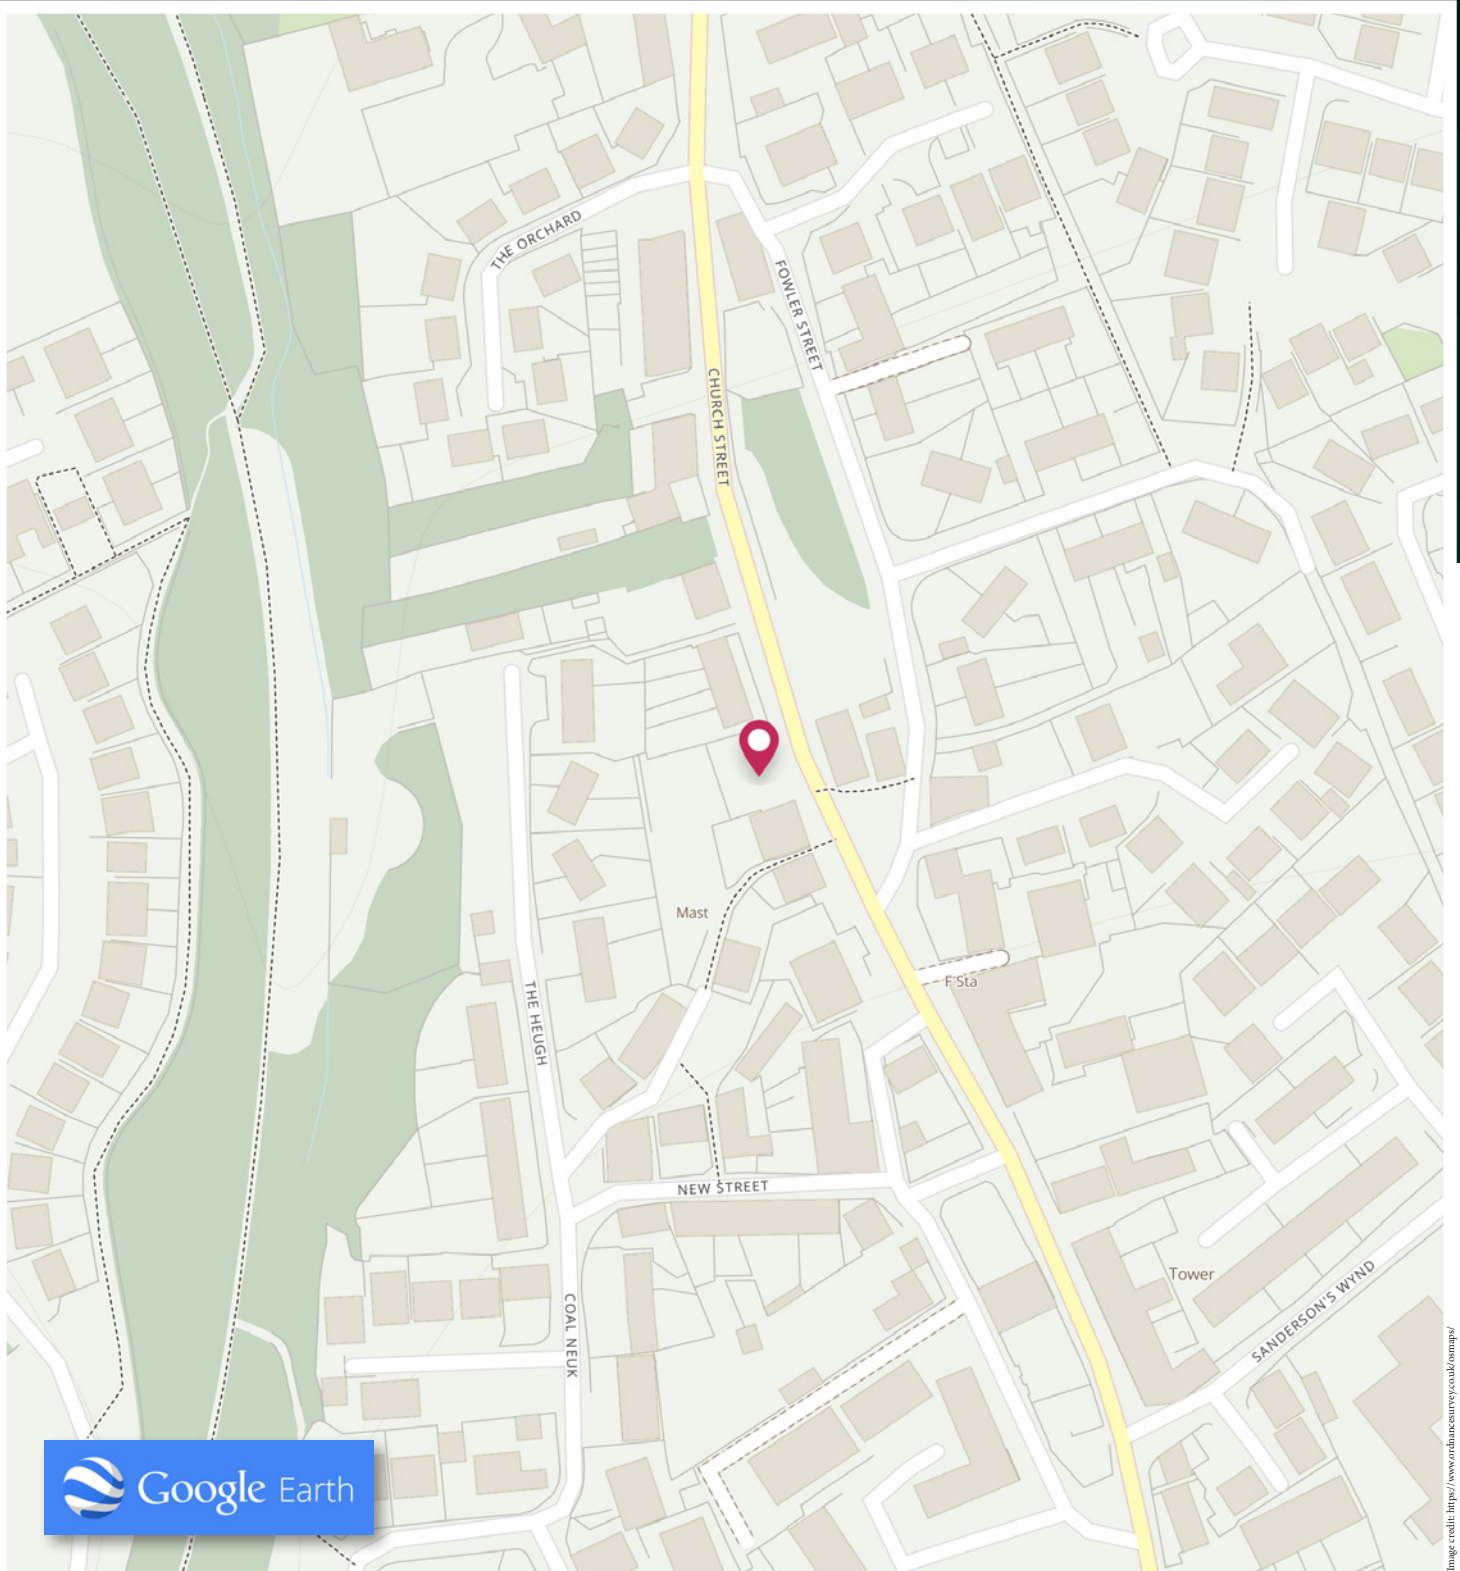 THE ORCHARD
FOWLER STREET
CHURCH STREET
Mast
F Sta
THE HEUGH
NEW STREET
Tower
SANDERSON'S WYND
COAL NEUK
Google Earth
Image credit: https://www.ordnancesurvey.co.uk/osmaps/